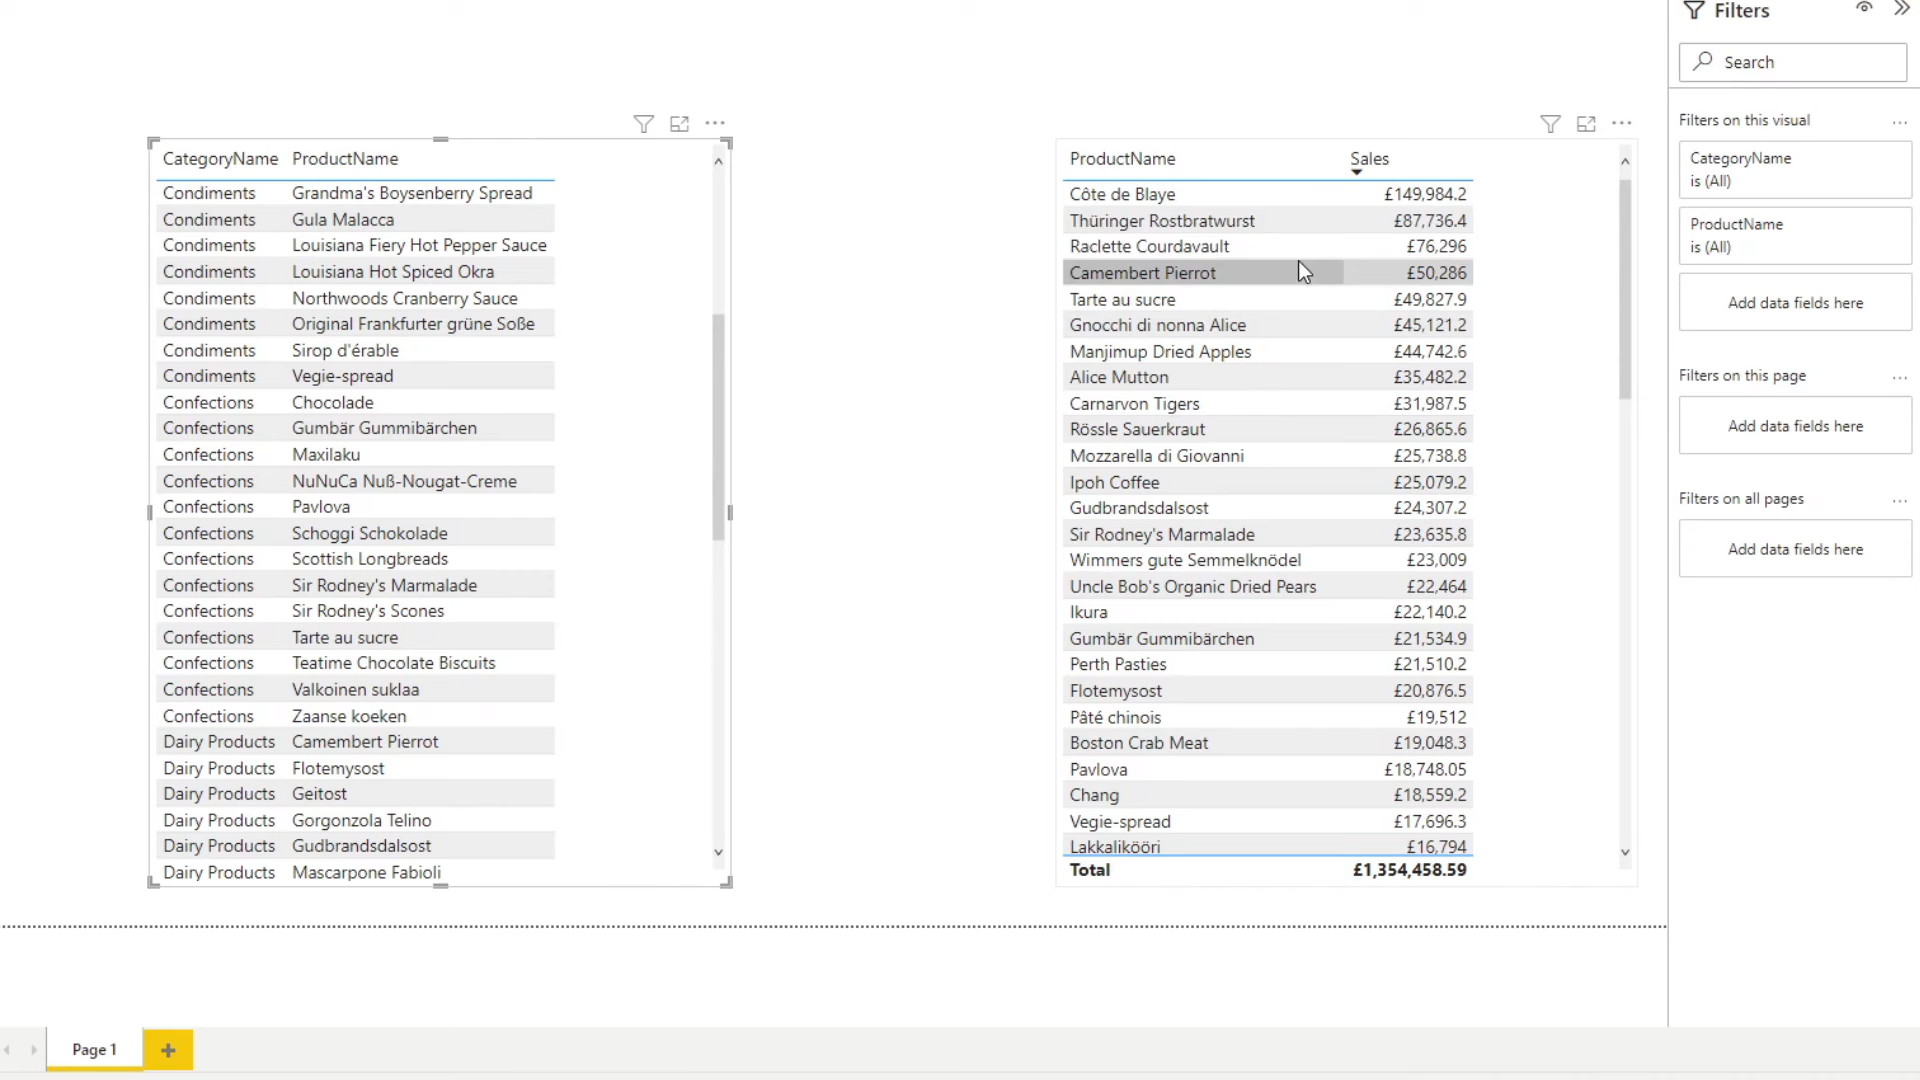 Filters
Search
Filters on this visual
CategoryName
is (All)
ProductName
is (All)
Add data fields here
Filters on this page
Add data fields here
Filters on all pages
Add data fields here
CategoryName ProductName
Condiments Grandma's Boysenberry Spread
Condiments Gula Malacca
Condiments Louisiana Fiery Hot Pepper Sauce
Condiments Louisiana Hot Spiced Okra
Condiments Northwoods Cranberry Sauce
Condiments Original Frankfurter grüne Soße
Condiments Sirop d'érable
Condiments Vegie-spread
Confections Chocolade
Confections Gumbär Gummibärchen
Confections Maxilaku
Confections NuNuCa Nuß-Nougat-Creme
Confections Pavlova
Confections Schoggi Schokolade
Confections Scottish Longbreads
Confections Sir Rodney's Marmalade
Confections Sir Rodney's Scones
Confections Tarte au sucre
Confections Teatime Chocolate Biscuits
Confections Valkoinen suklaa
Confections Zaanse koeken
Dairy Products Camembert Pierrot
Dairy Products Flotemysost
Dairy Products Geitost
Dairy Products Gorgonzola Telino
Dairy Products Gudbrandsdalsost
Dairy Products Mascarpone Fabioli
ProductName Sales
Côte de Blaye £149,984.2
Thüringer Rostbratwurst £87,736.4
Raclette Courdavault £76,296
Camembert Pierrot £50,286
Tarte au sucre £49,827.9
Gnocchi di nonna Alice £45,121.2
Manjimup Dried Apples £44,742.6
Alice Mutton £35,482.2
Carnarvon Tigers £31,987.5
Rössle Sauerkraut £26,865.6
Mozzarella di Giovanni £25,738.8
Ipoh Coffee £25,079.2
Gudbrandsdalsost £24,307.2
Sir Rodney's Marmalade £23,635.8
Wimmers gute Semmelknödel £23,009
Uncle Bob's Organic Dried Pears £22,464
Ikura £22,140.2
Gumbär Gummibärchen £21,534.9
Perth Pasties £21,510.2
Flotemysost £20,876.5
Pâté chinois £19,512
Boston Crab Meat £19,048.3
Pavlova £18,748.05
Chang £18,559.2
Vegie-spread £17,696.3
Lakkalikööri £16,794
Total £1,354,458.59
Page 1